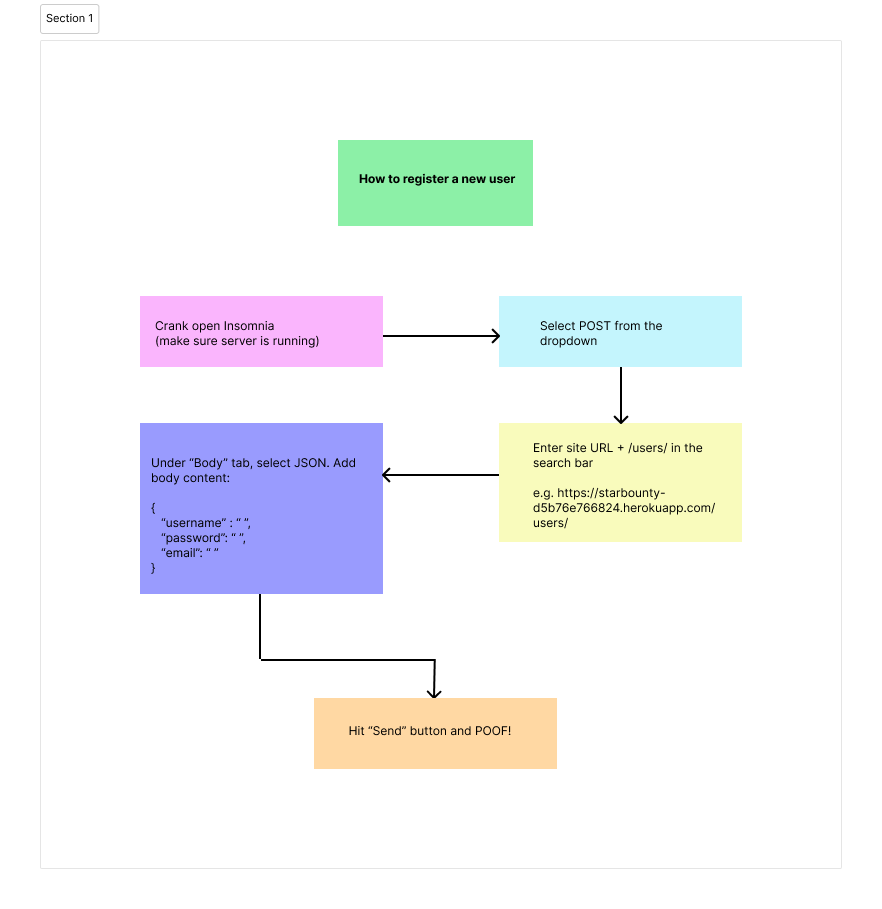 Section 1
How to register a new user
Crank open Insomnia
(make sure server is running)
Select POST from the
dropdown
Enter site URL + /users/ in the
search bar
e.g. https://starbounty-
d5b76e766824.herokuapp.com/
users/
Under “Body” tab, select JSON. Add
body content:
{
“username” : “ ”,
“password”: “ ”,
“email”: “ ”
}
Hit “Send” button and POOF!